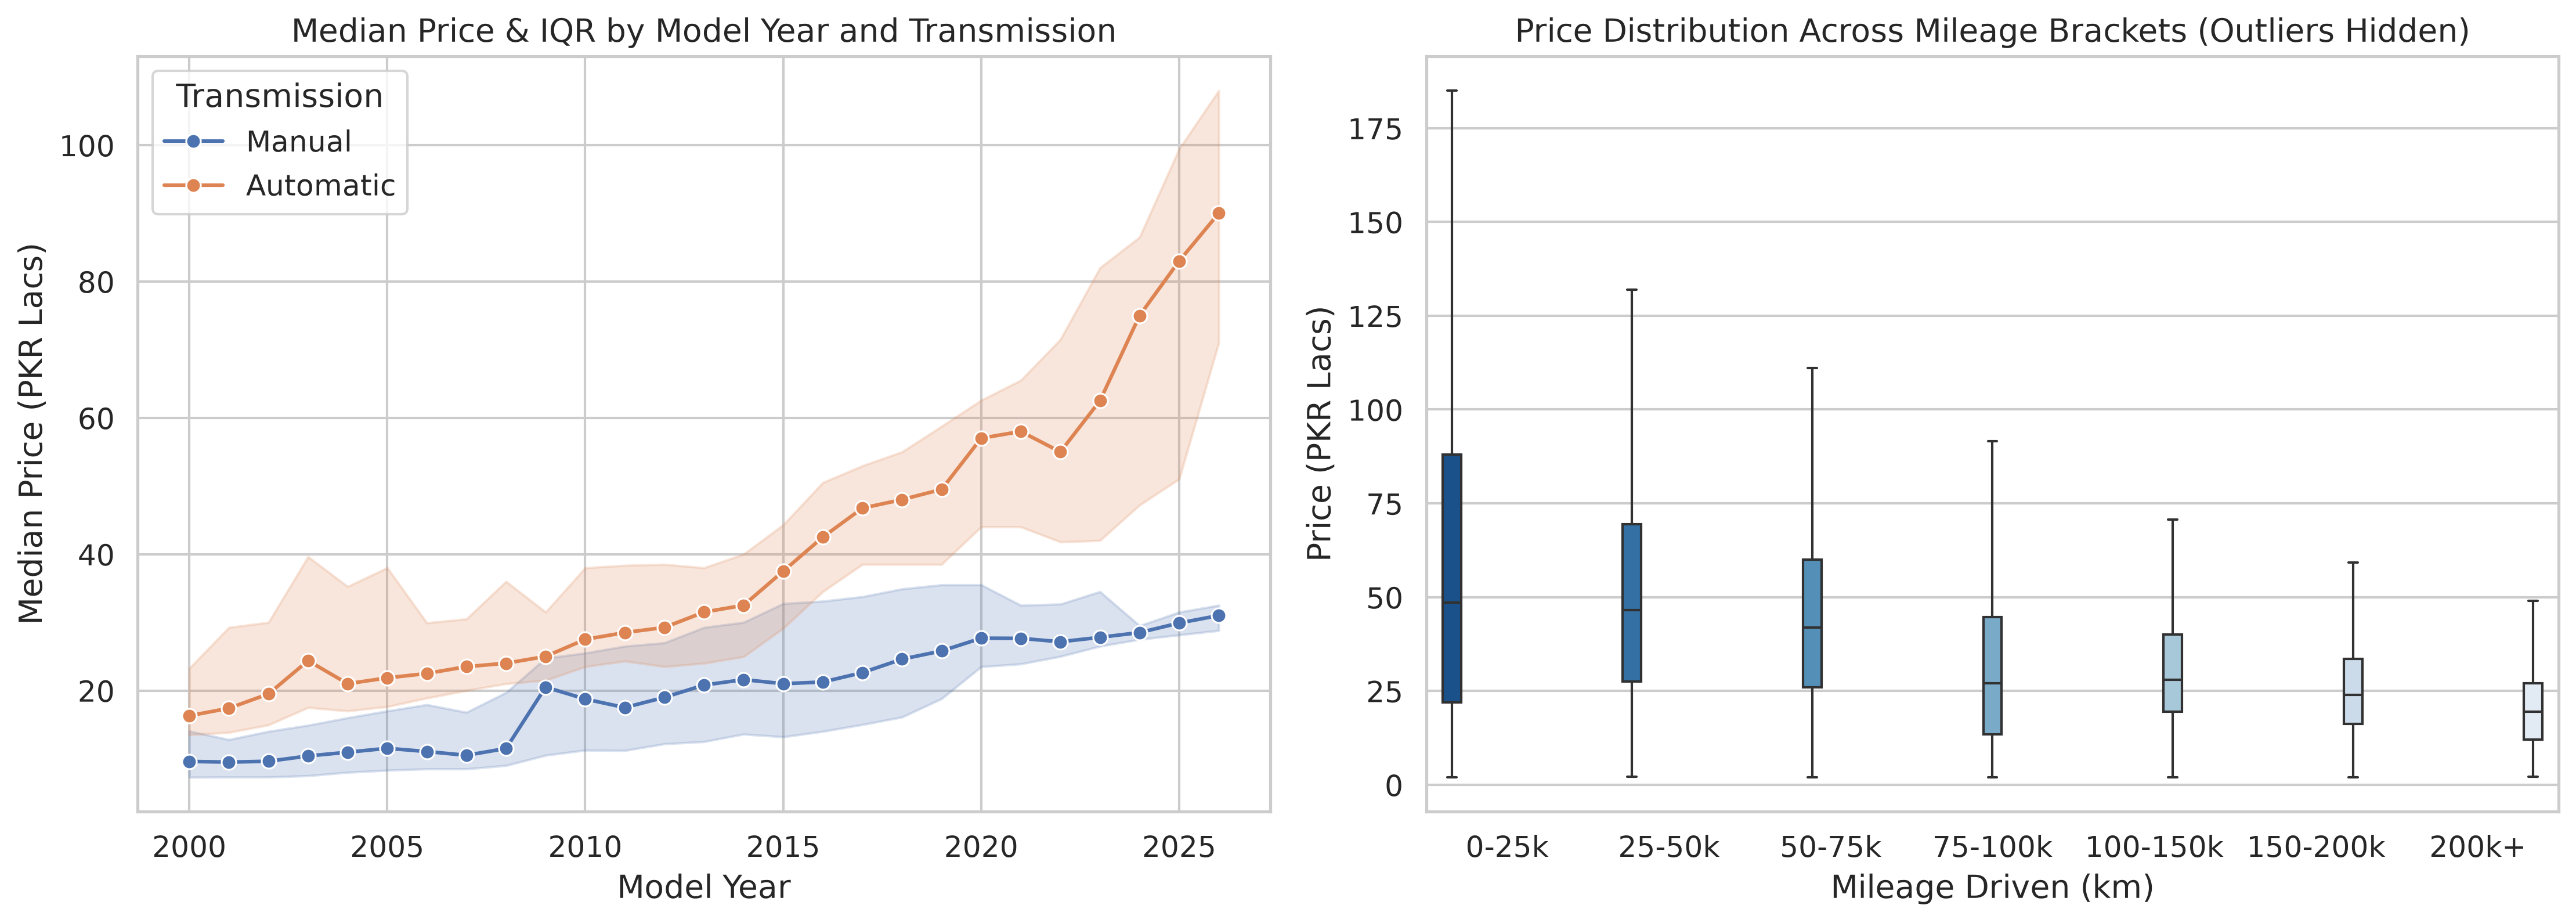 Median Price & IQR by Model Year and Transmission
Transmission
Manual
Automatic
Median Price (PKR Lacs)
100
80
60
40
20
2000 2005 2010 2015 2020 2025
Model Year
Price Distribution Across Mileage Brackets (Outliers Hidden)
Price (PKR Lacs)
175
150
125
100
75
50
25
0
0-25k 25-50k 50-75k 75-100k 100-150k 150-200k 200k+
Mileage Driven (km)